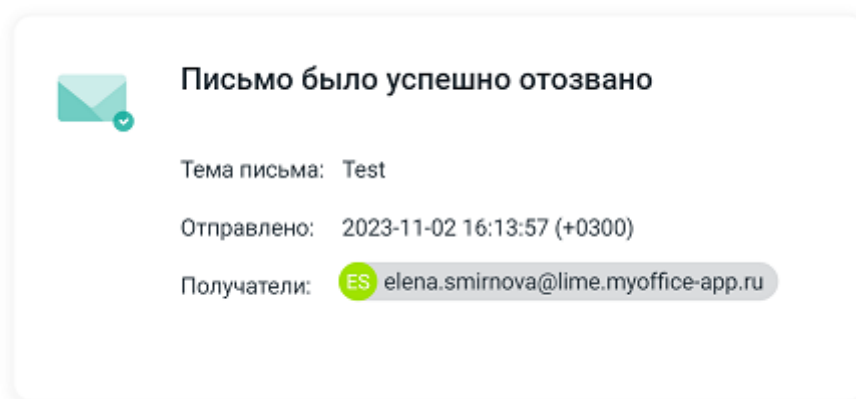 Письмо было успешно отозвано
Тема письма: Test
Отправлено: 2023-11-02 16:13:57 (+0300)
Получатели: ES elena.smirnova@lime.myoffice-app.ru